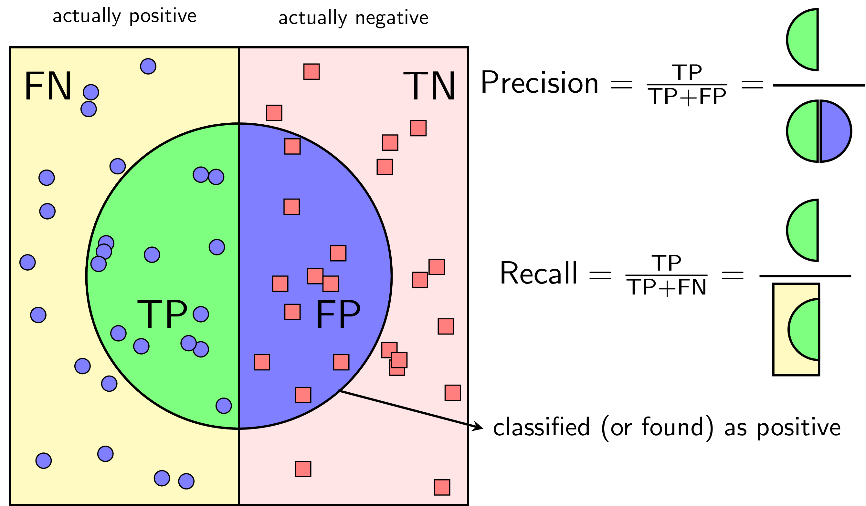 actually positive
actually negative
FN
TN
Precision = TP/TP+FP =
Recall = TP/TP+FN =
TP
FP
classified (or found) as positive